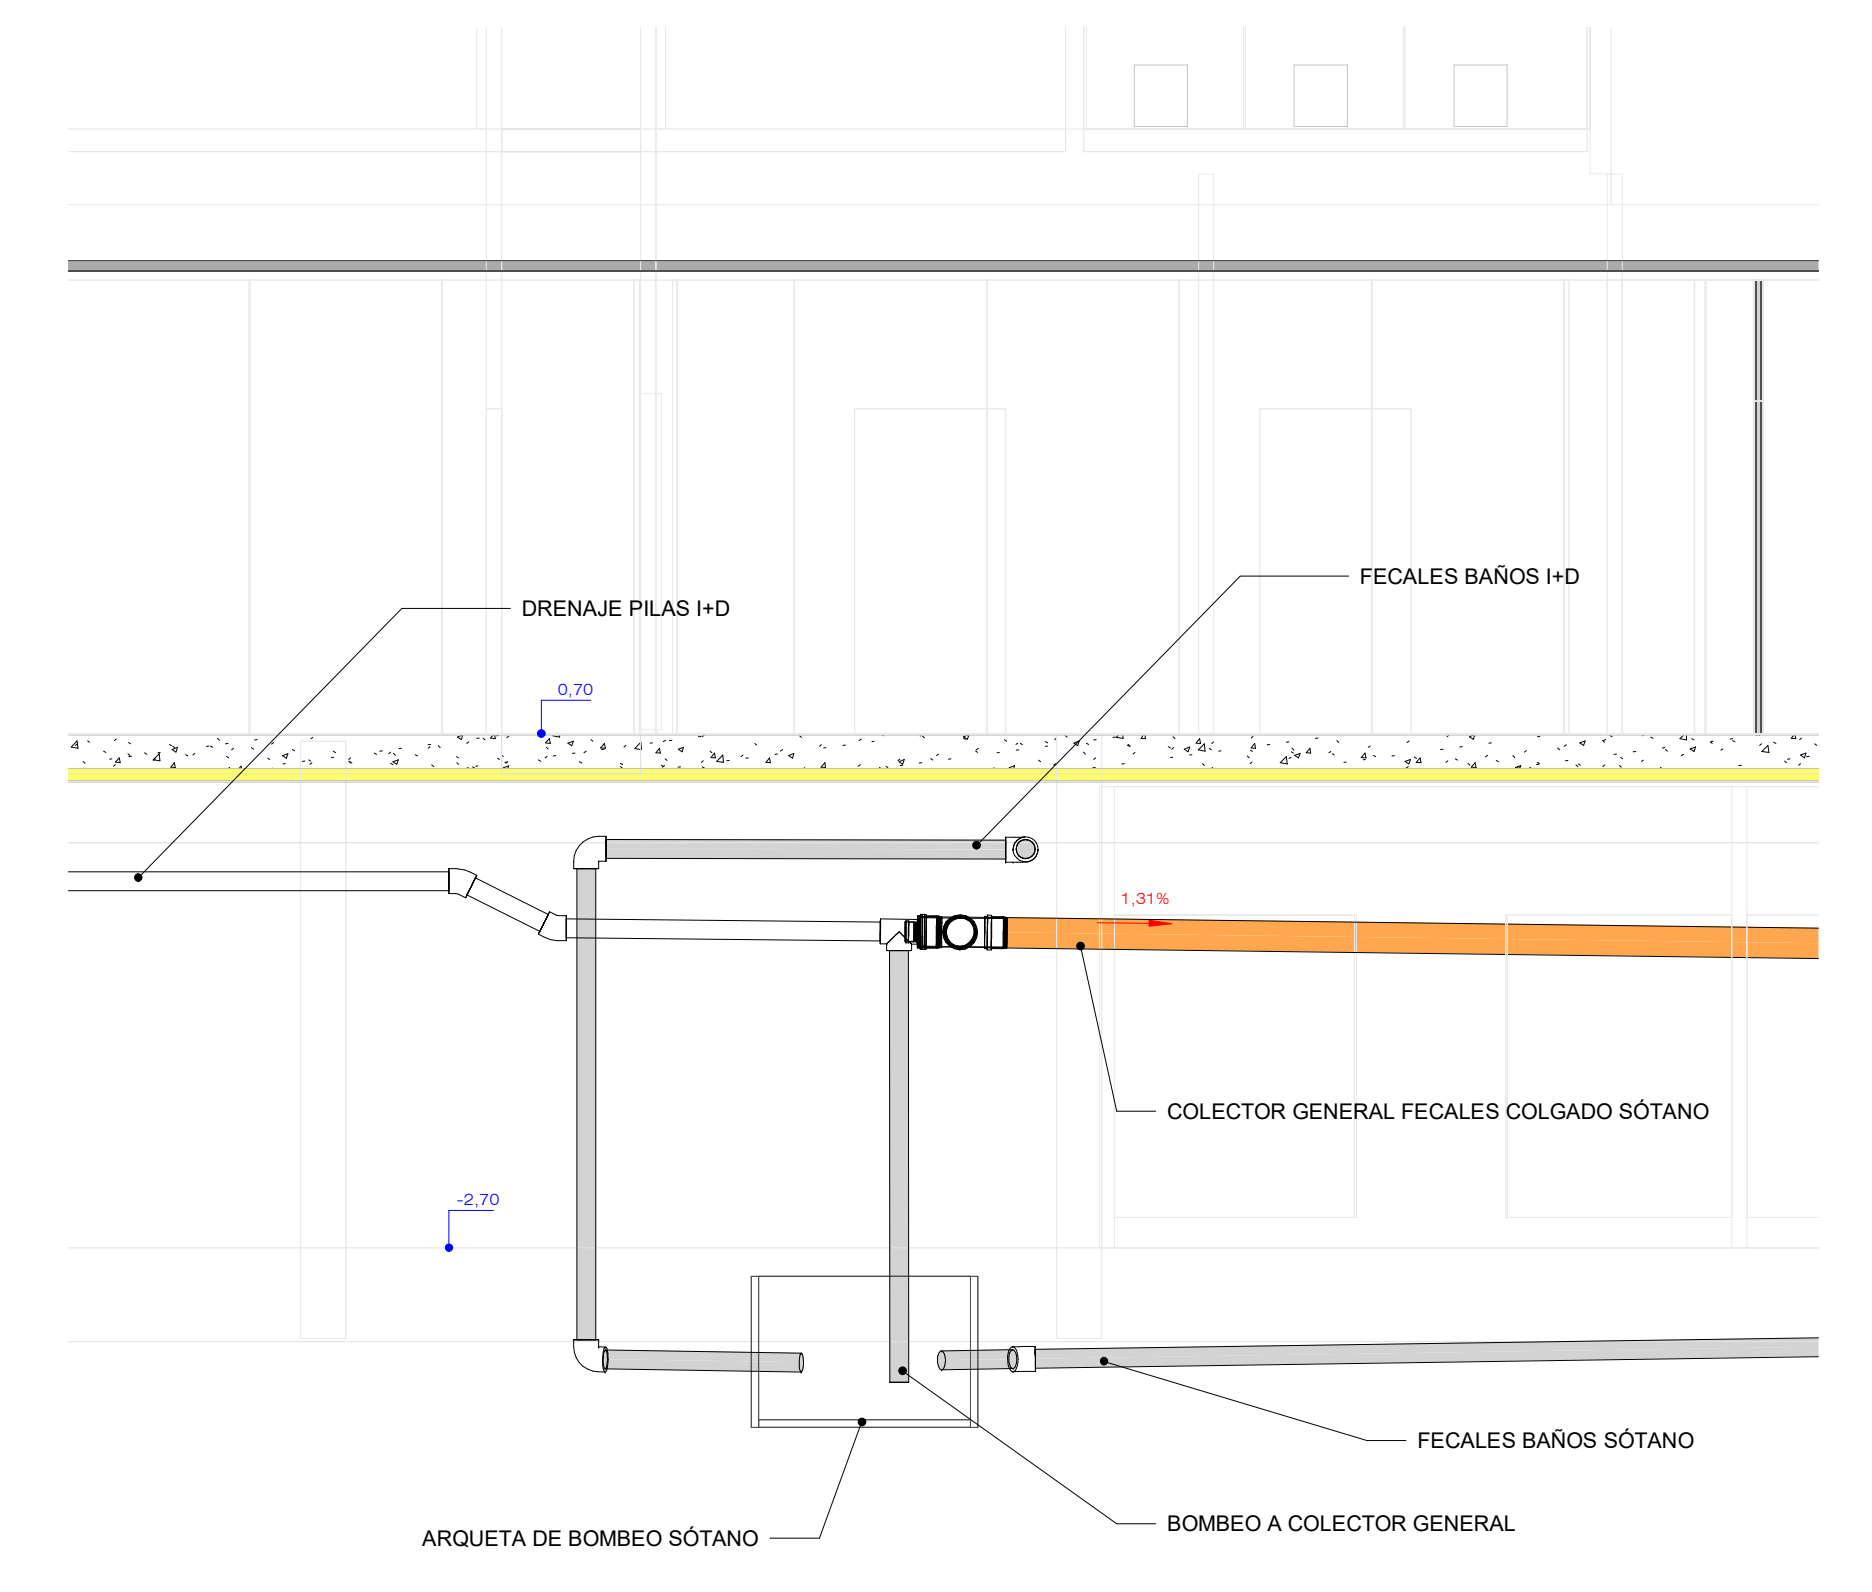 FECALES BAÑOS I+D
DRENAJE PILAS I+D
0,70
1,31%
COLECTOR GENERAL FECALES COLGADO SÓTANO
-2,70
FECALES BAÑOS SÓTANO
BOMBEO A COLECTOR GENERAL
ARQUETA DE BOMBEO SÓTANO